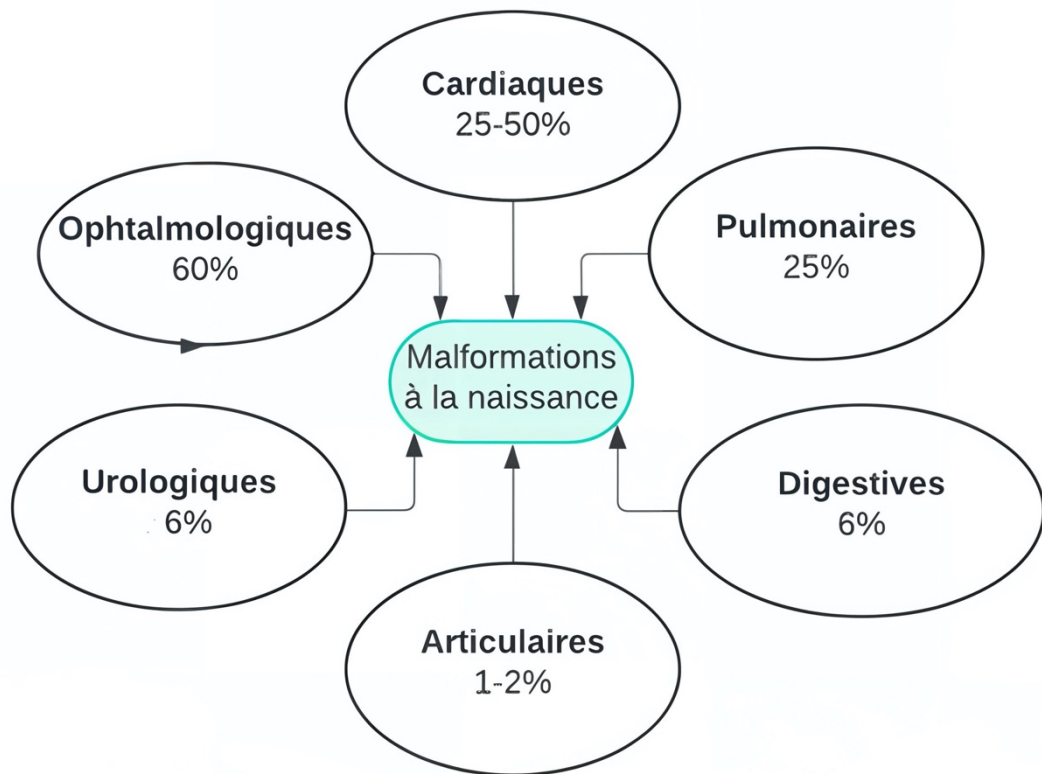 Cardiaques
25-50%
Ophtalmologiques
60%
Pulmonaires
25%
Malformations
à la naissance
Urologiques
6%
Digestives
6%
Articulaires
1-2%